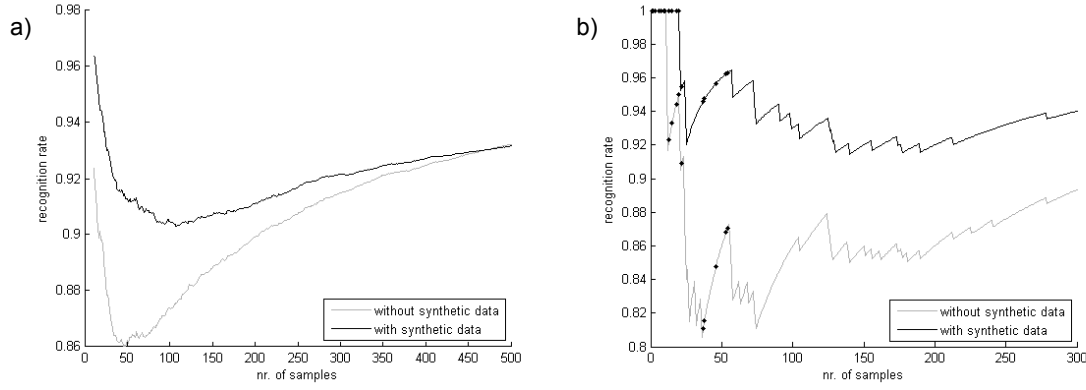 a)
0.98
0.96
0.94
0.92
0.9
0.88
0.86
recognition rate
0 50 100 150 200 250 300 350 400 450 500
nr. of samples
without synthetic data
with synthetic data
b)
1
0.98
0.96
0.94
0.92
0.9
0.88
0.86
0.84
0.82
0.8
recognition rate
0 50 100 150 200 250 300
nr. of samples
without synthetic data
with synthetic data